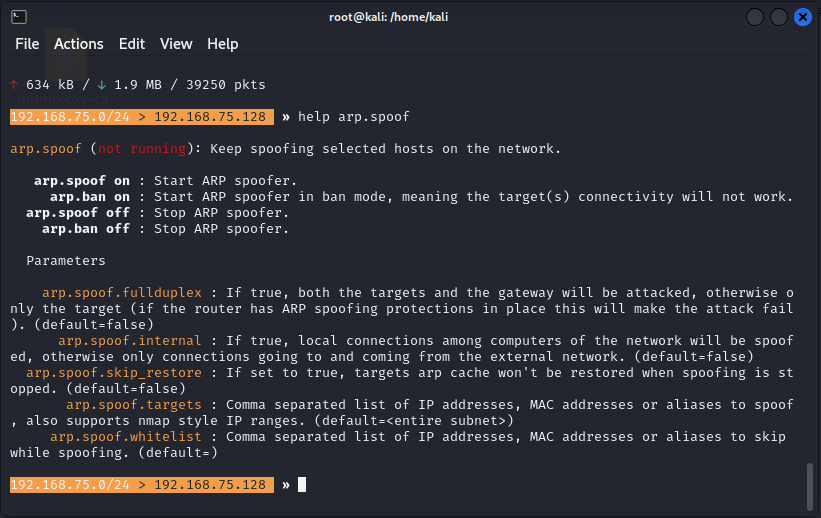 root@kali: /home/kali
File Actions Edit View Help
↑ 634 kB / ↓ 1.9 MB / 39250 pkts
192.168.75.0/24 > 192.168.75.128 » help arp.spoof
arp.spoof (not running): Keep spoofing selected hosts on the network.
arp.spoof on : Start ARP spoofer.
arp.ban on : Start ARP spoofer in ban mode, meaning the target(s) connectivity will not work.
arp.spoof off : Stop ARP spoofer.
arp.ban off : Stop ARP spoofer.
Parameters
arp.spoof.fullduplex : If true, both the targets and the gateway will be attacked, otherwise o
nly the target (if the router has ARP spoofing protections in place this will make the attack fail
). (default=false)
arp.spoof.internal : If true, local connections among computers of the network will be spoof
ed, otherwise only connections going to and coming from the external network. (default=false)
arp.spoof.skip_restore : If set to true, targets arp cache won't be restored when spoofing is st
opped. (default=false)
arp.spoof.targets : Comma separated list of IP addresses, MAC addresses or aliases to spoof
, also supports nmap style IP ranges. (default=<entire subnet>)
arp.spoof.whitelist : Comma separated list of IP addresses, MAC addresses or aliases to skip
while spoofing. (default=)
192.168.75.0/24 > 192.168.75.128 »